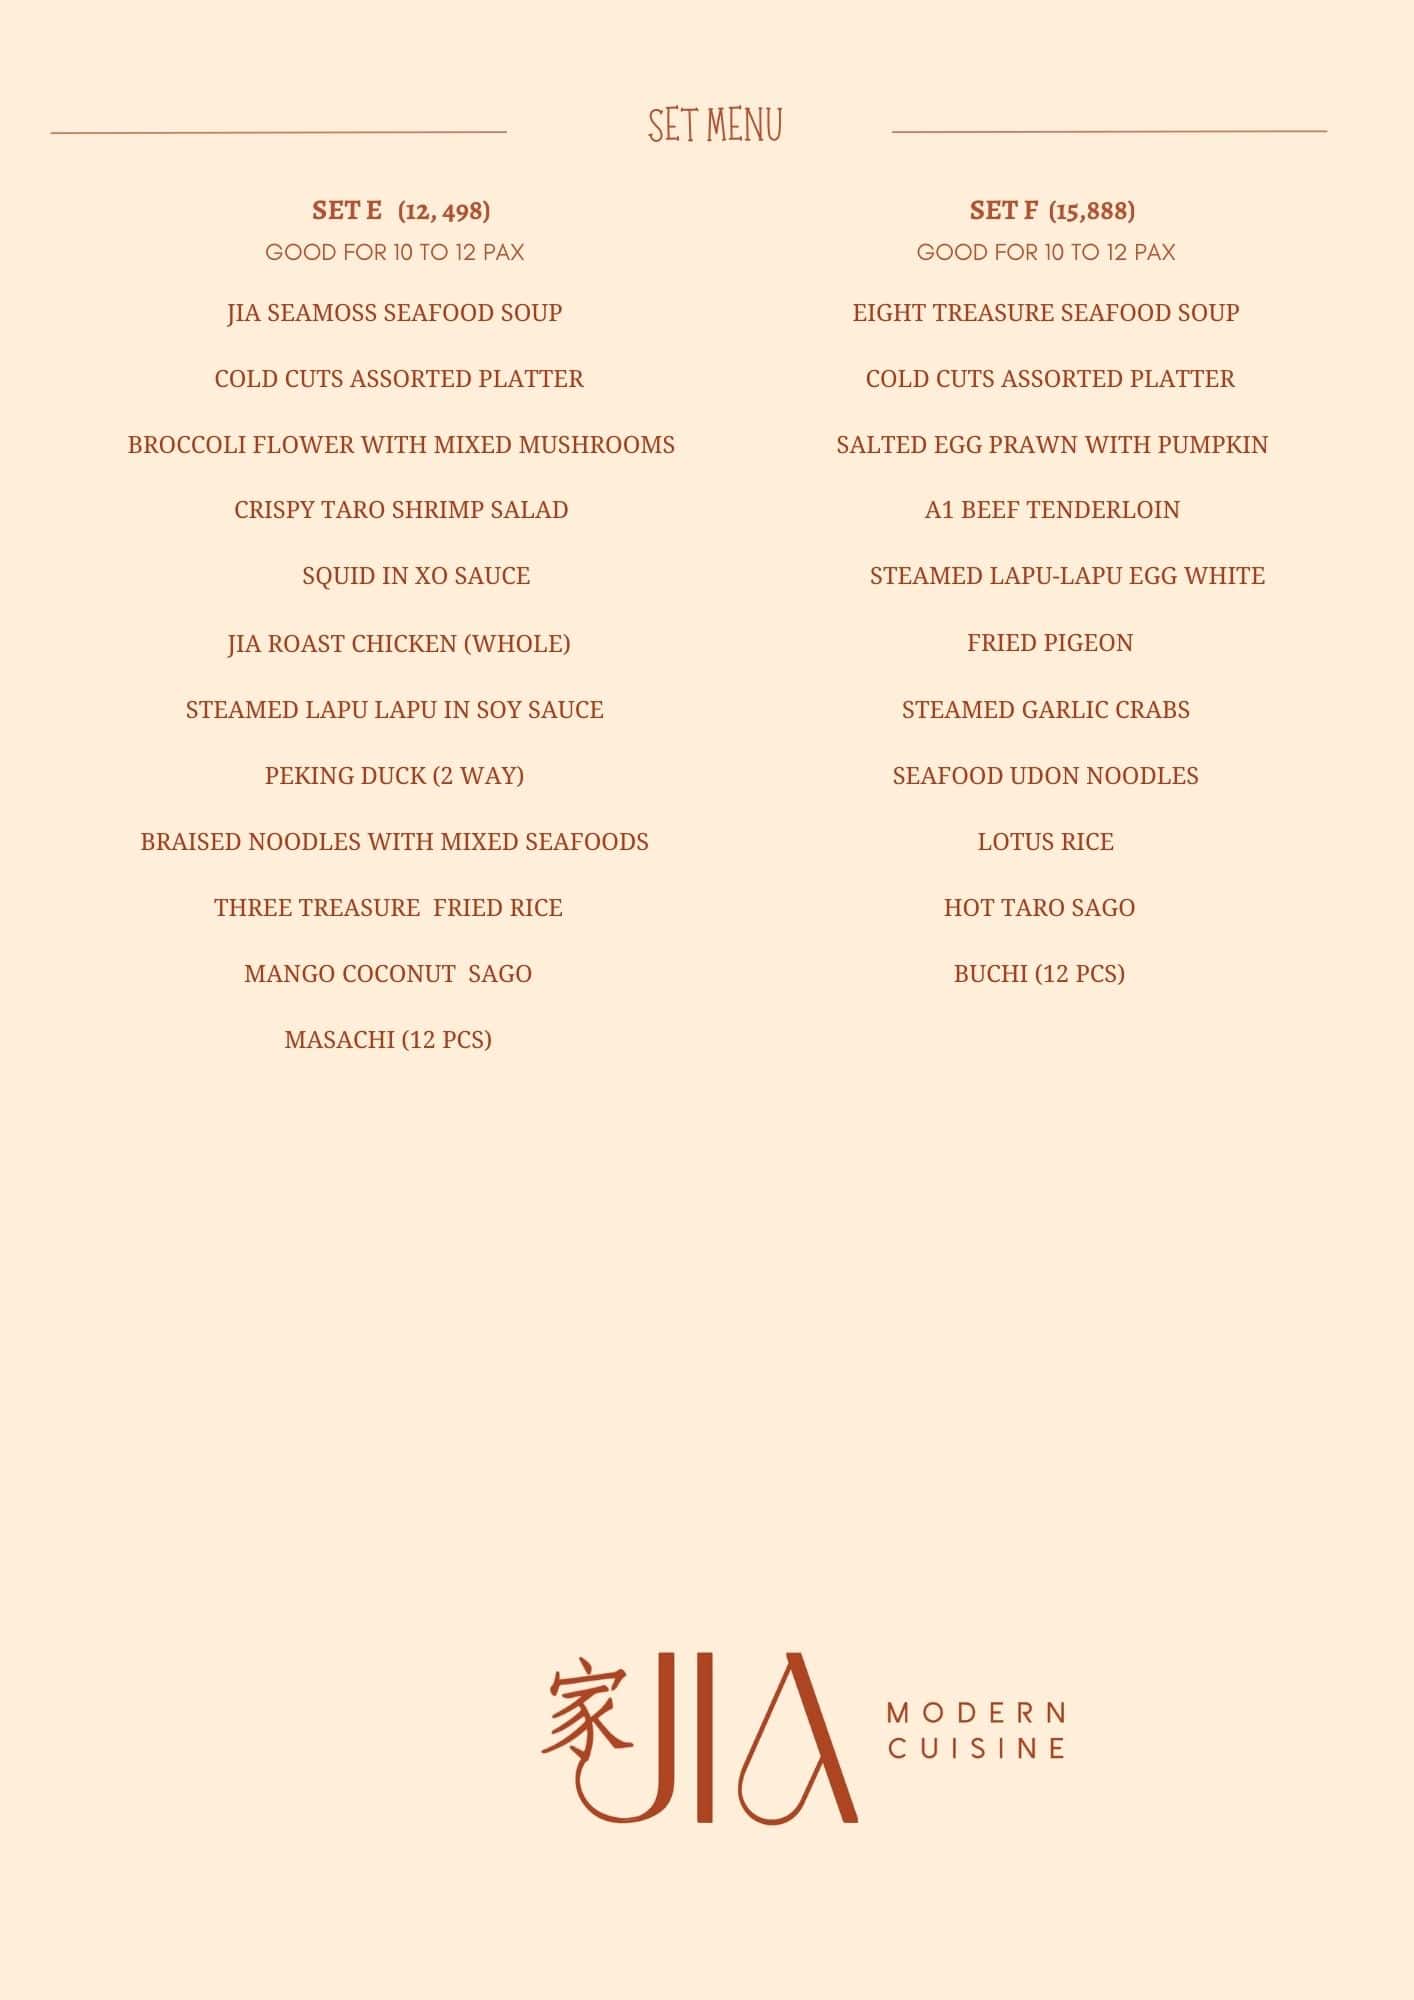 SET MENU
SET E (12, 498)
GOOD FOR 10 TO 12 PAX
JIA SEAMOSS SEAFOOD SOUP
COLD CUTS ASSORTED PLATTER
BROCCOLI FLOWER WITH MIXED MUSHROOMS
CRISPY TARO SHRIMP SALAD
SQUID IN XO SAUCE
JIA ROAST CHICKEN (WHOLE)
STEAMED LAPU LAPU IN SOY SAUCE
PEKING DUCK (2 WAY)
BRAISED NOODLES WITH MIXED SEAFOODS
THREE TREASURE FRIED RICE
MANGO COCONUT SAGO
MASACHI (12 PCS)
SET F (15,888)
GOOD FOR 10 TO 12 PAX
EIGHT TREASURE SEAFOOD SOUP
COLD CUTS ASSORTED PLATTER
SALTED EGG PRAWN WITH PUMPKIN
A1 BEEF TENDERLOIN
STEAMED LAPU-LAPU EGG WHITE
FRIED PIGEON
STEAMED GARLIC CRABS
SEAFOOD UDON NOODLES
LOTUS RICE
HOT TARO SAGO
BUCHI (12 PCS)
家 JIA
MODERN
CUISINE